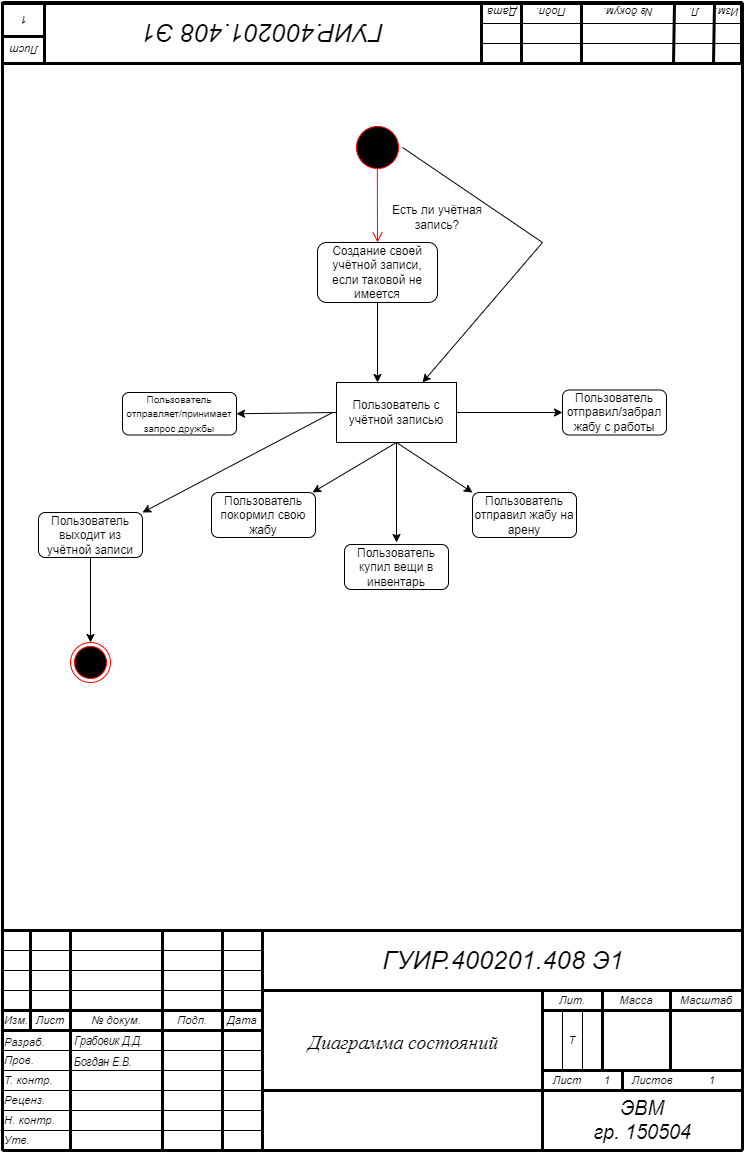 1
Лист
ГУИР.400201.408 Э1
Дата
Подп.
№ докум.
Л.
Изм.
Есть ли учётная
запись?
Создание своей
учётной записи,
если таковой не
имеется
Пользователь
отправляет/принимает
запрос дружбы
Пользователь с
учётной записью
Пользователь
отправил/забрал
жабу с работы
Пользователь
выходит из
учётной записи
Пользователь
покормил свою
жабу
Пользователь
купил вещи в
инвентарь
Пользователь
отправил жабу на
арену
ГУИР.400201.408 Э1
Лит.
Масса
Масштаб
Изм.
Лист
№ докум.
Подп.
Дата
Разраб.
Грабовик Д.Д.
Пров.
Богдан Е.В.
Т. контр.
Реценз.
Н. контр.
Утв.
Диаграмма состояний
Т
Лист 1
Листов 1
ЭВМ
гр. 150504